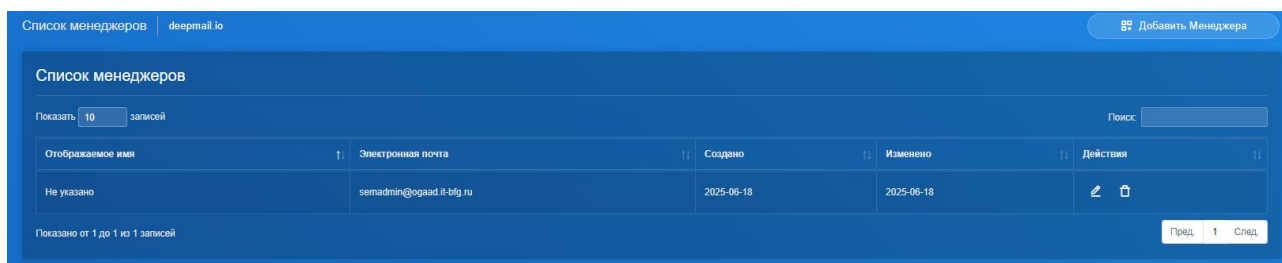 Список менеджеров deepmail.io Добавить Менеджера
Список менеджеров
Показать 10 записей Поиск:
Отображаемое имя Электронная почта Создано Изменено Действия
Не указано semadmin@ogaad.it-bfg.ru 2025-06-18 2025-06-18
Показано от 1 до 1 из 1 записей Пред. 1 След.